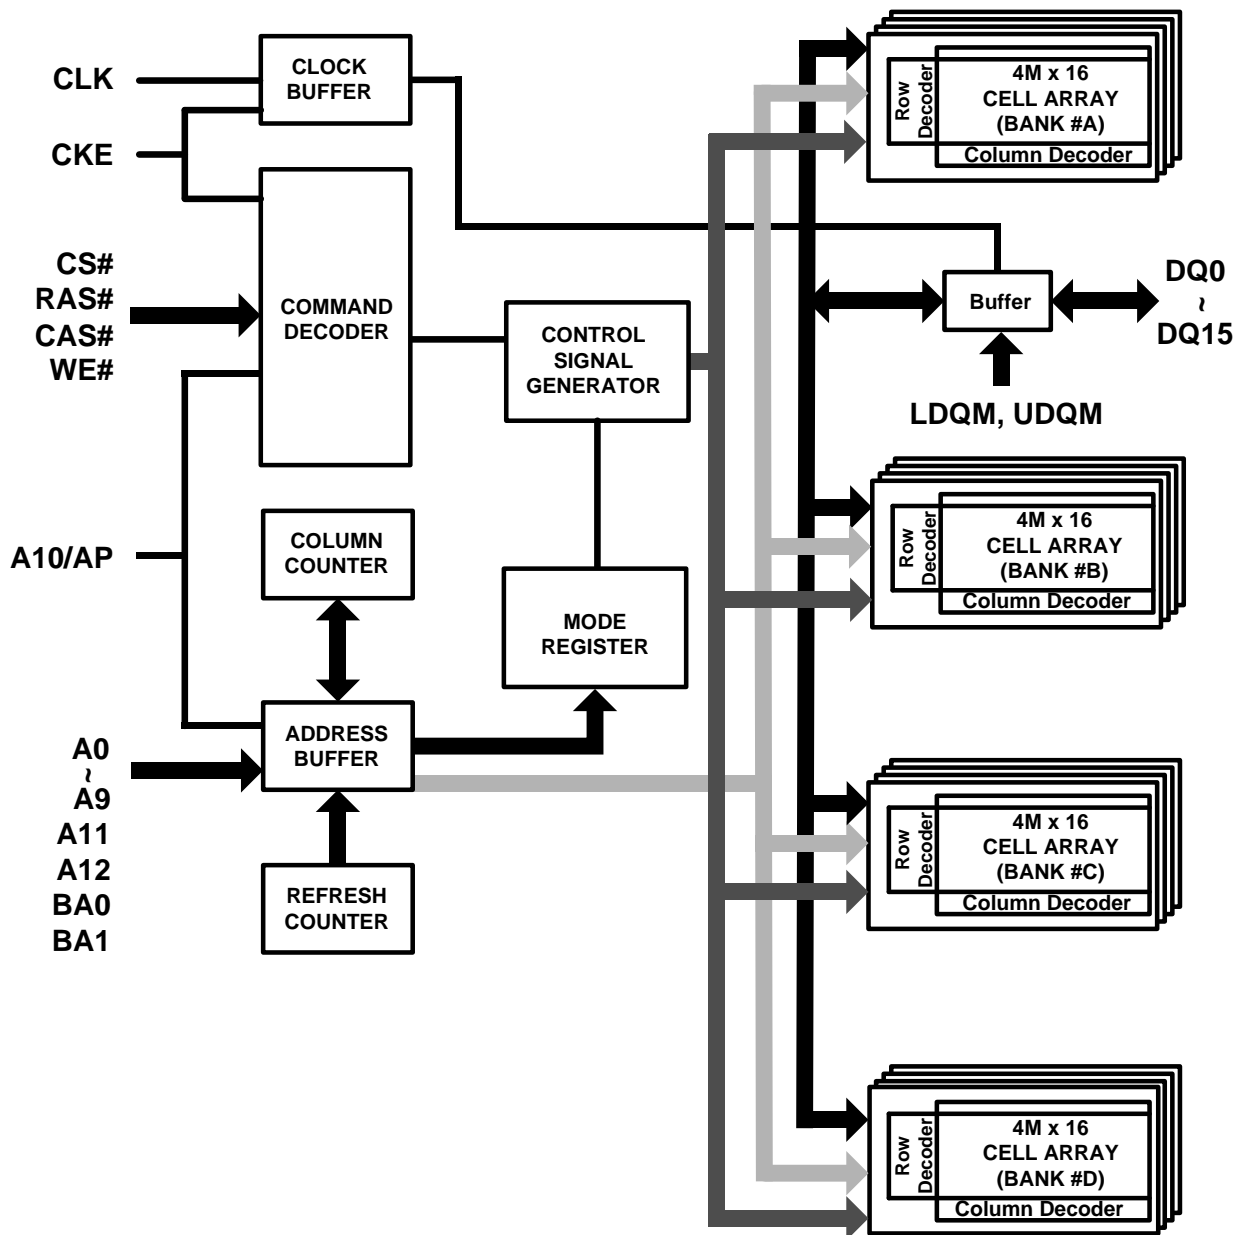 CLK
CKE
CS#
RAS#
CAS#
WE#
A10/AP
A0
~
A9
A11
A12
BA0
BA1
CLOCK
BUFFER
COMMAND
DECODER
COLUMN
COUNTER
ADDRESS
BUFFER
REFRESH
COUNTER
CONTROL
SIGNAL
GENERATOR
MODE
REGISTER
Row
Decoder
4M x 16
CELL ARRAY
(BANK #A)
Column Decoder
Buffer
DQ0
~
DQ15
LDQM, UDQM
Row
Decoder
4M x 16
CELL ARRAY
(BANK #B)
Column Decoder
Row
Decoder
4M x 16
CELL ARRAY
(BANK #C)
Column Decoder
Row
Decoder
4M x 16
CELL ARRAY
(BANK #D)
Column Decoder